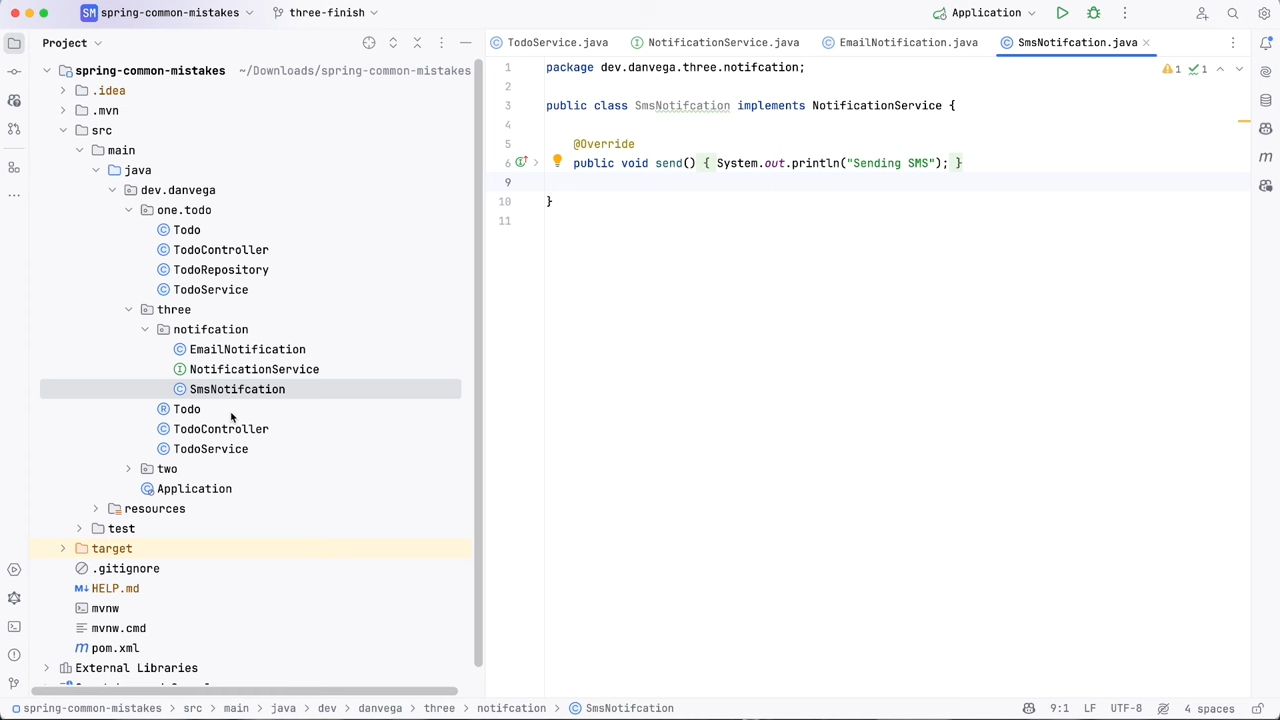 SM spring-common-mistakes three-finish Application
Project
TodoService.java NotificationService.java EmailNotification.java SmsNotifcation.java
spring-common-mistakes ~/Downloads/spring-common-mistakes
.idea
.mvn
src
main
java
dev.danvega
one.todo
Todo
TodoController
TodoRepository
TodoService
three
notifcation
EmailNotification
NotificationService
SmsNotifcation
Todo
TodoController
TodoService
two
Application
resources
test
target
.gitignore
M↓ HELP.md
mvnw
mvnw.cmd
m pom.xml
External Libraries
1 package dev.danvega.three.notifcation;
2
3 public class SmsNotifcation implements NotificationService {
4
5 @Override
6 public void send() { System.out.println("Sending SMS"); }
9
10 }
11
1 1
spring-common-mistakes > src > main > java > dev > danvega > three > notifcation > SmsNotifcation 9:1 LF UTF-8 4 spaces